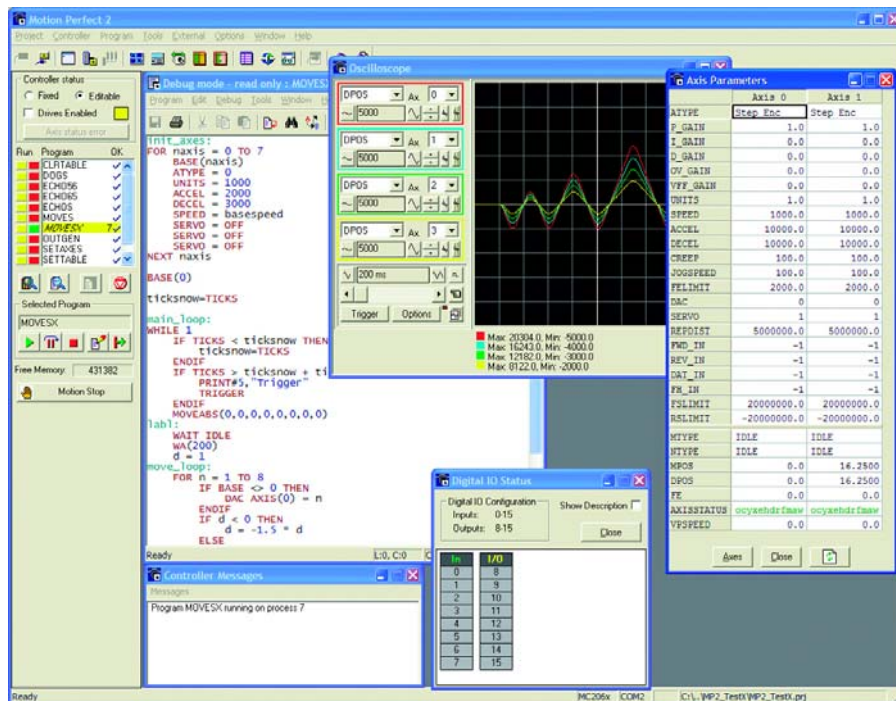 Motion Perfect 2
Project Controller Program Tools External Options Window Help
Controller status
Fixed Editable
Drives Enabled
Axis status error
Run Program OK
CLRTABLE
DOGS
ECHO56
ECHO65
ECHOS
MOVES
MOVESX 7
OUTGEN
SETAXES
SETTABLE
Selected Program
MOVESX
Free Memory: 431382
Motion Stop
Debug mode - read only : MOVESX
Program Edit Debug Tools Window
init_axes:
FOR naxis = 0 TO 7
BASE(naxis)
ATYPE = 0
UNITS = 1000
ACCEL = 2000
DECEL = 3000
SPEED = basespeed
SERVO = OFF
SERVO = OFF
SERVO = OFF
NEXT naxis
BASE(0)
ticksnow=TICKS
main_loop:
WHILE 1
IF TICKS < ticksnow THEN
ticksnow=TICKS
ENDIF
IF TICKS > ticksnow + ti
PRINT#5,"Trigger"
TRIGGER
ENDIF
MOVEABS(0,0,0,0,0,0,0,0)
labl:
WAIT IDLE
WA(200)
d = 1
move_loop:
FOR n = 1 TO 8
IF BASE <> 0 THEN
DAC AXIS(0) = n
ENDIF
IF d < 0 THEN
d = -1.5 * d
ELSE
Ready L:0, C:0
Oscilloscope
DPOS Ax 0
5000
DPOS Ax 1
5000
DPOS Ax 2
5000
DPOS Ax 3
5000
200 ms
Trigger Options
Max: 20304.0, Min: -5000.0
Max: 16243.0, Min: -4000.0
Max: 12182.0, Min: -3000.0
Max: 8122.0, Min: -2000.0
Axis Parameters
Axis 0 Axis 1
ATYPE Step Enc Step Enc
P_GAIN 1.0 1.0
I_GAIN 0.0 0.0
D_GAIN 0.0 0.0
OV_GAIN 0.0 0.0
VFF_GAIN 0.0 0.0
UNITS 1.0 1.0
SPEED 1000.0 1000.0
ACCEL 10000.0 10000.0
DECEL 10000.0 10000.0
CREEP 100.0 100.0
JOGSPEED 100.0 100.0
FELIMIT 2000.0 2000.0
DAC 0 0
SERVO 1 1
REPDIST 5000000.0 5000000.0
FWD_IN -1 -1
REV_IN -1 -1
DAT_IN -1 -1
FH_IN -1 -1
FSLIMIT 20000000.0 20000000.0
RSLIMIT -20000000.0 -20000000.0
MTYPE IDLE IDLE
NTYPE IDLE IDLE
MPOS 0.0 16.2500
DPOS 0.0 16.2500
FE 0.0 0.0
AXISSTATUS ocyxehdrfmaw ocyxehdrfmaw
VPSPEED 0.0 0.0
Axes Close
Digital IO Status
Digital IO Configuration
Inputs: 0-15
Outputs: 8-15
Show Description
Close
In I/O
0 8
1 9
2 10
3 11
4 12
5 13
6 14
7 15
Controller Messages
Messages
Program MOVESX running on process 7
Ready MC206x COM2 C:\..\MP2_TestX\MP2_TestX.prj